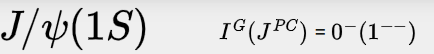 J/ψ(1S) I^G(J^PC) = 0^−(1^−−)